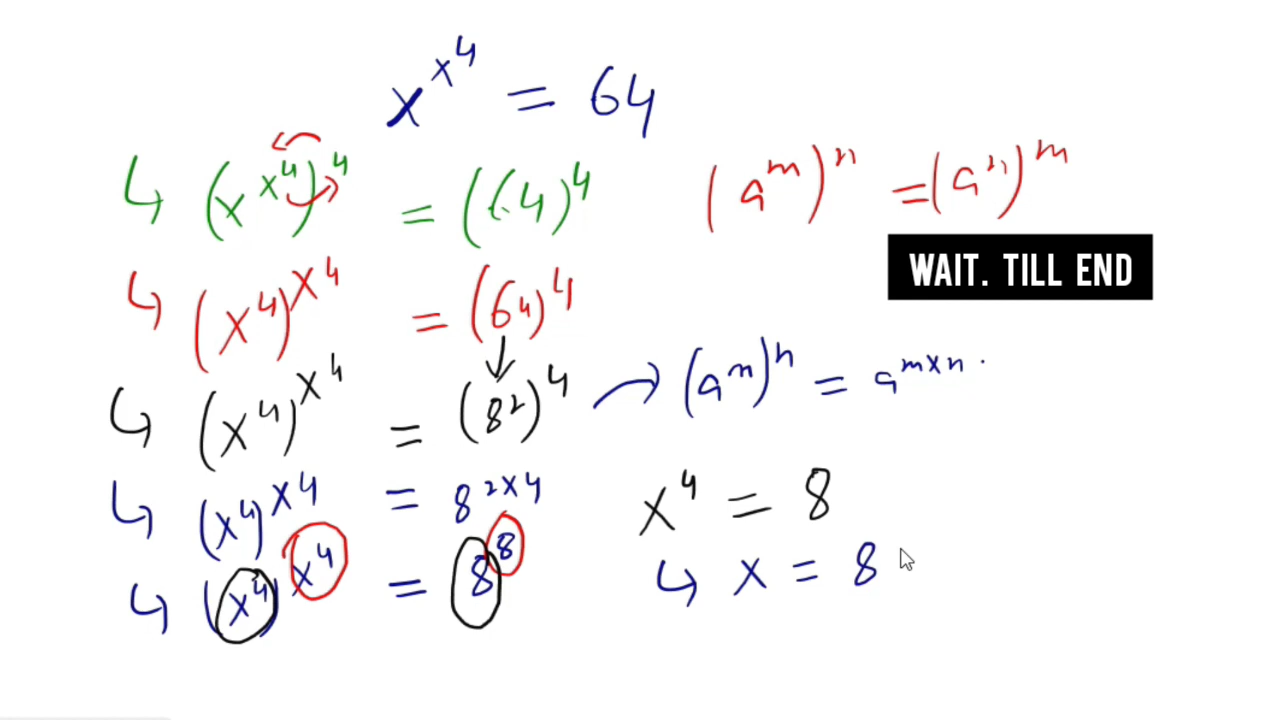 x^{x^4} = 64
↳ (x^{x^4})^4 = (64)^4
(a^m)^n = (a^n)^m
WAIT. TILL END
↳ (x^4)^{x^4} = (64)^4
↳ (x^4)^{x^4} = (8^2)^4 → (a^m)^n = a^{m×n}.
↳ (x^4)^{x^4} = 8^{2×4}
↳ (x^4)^{x^4} = 8^8
x^4 = 8
↳ x = 8